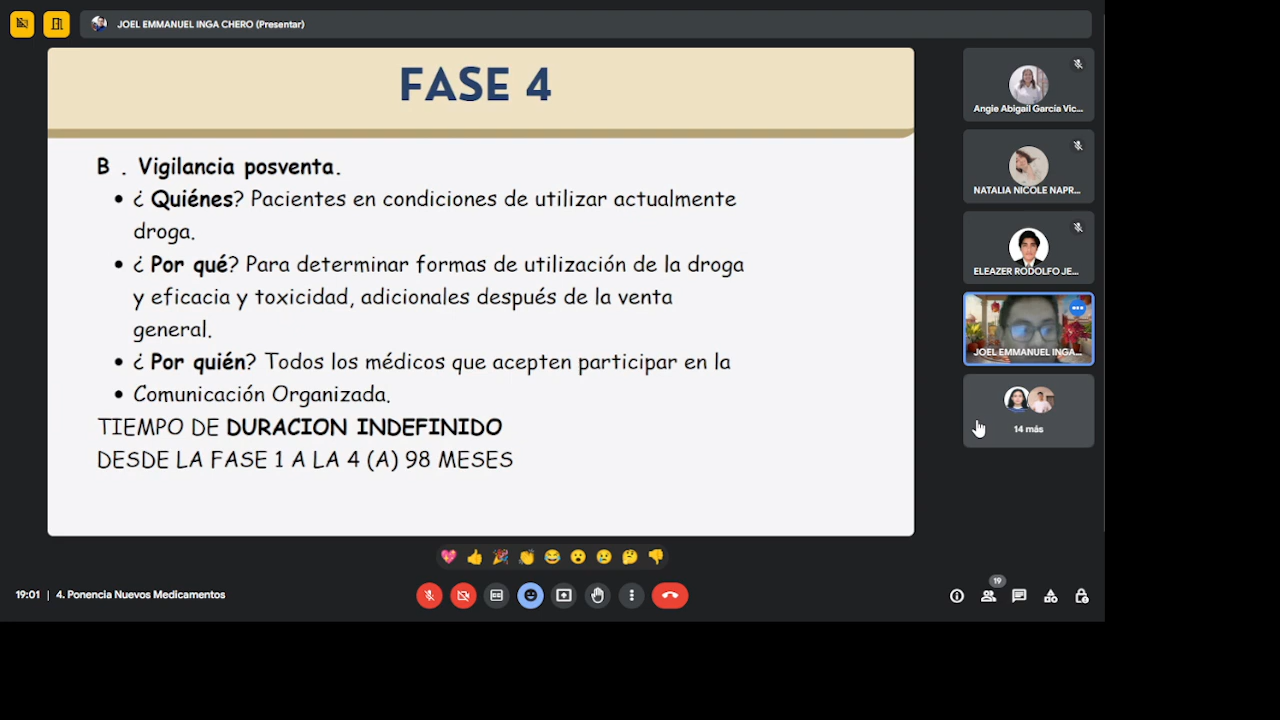 JOEL EMMANUEL INGA CHERO (Presentar)
FASE 4
B . Vigilancia posventa.
• ¿ Quiénes? Pacientes en condiciones de utilizar actualmente
droga.
• ¿ Por qué? Para determinar formas de utilización de la droga
y eficacia y toxicidad, adicionales después de la venta
general.
• ¿ Por quién? Todos los médicos que acepten participar en la
• Comunicación Organizada.
TIEMPO DE DURACION INDEFINIDO
DESDE LA FASE 1 A LA 4 (A) 98 MESES
Angie Abigail García Vic...
NATALIA NICOLE NAPR...
ELEAZER RODOLFO JE...
JOEL EMMANUEL INGA...
14 más
19:01 | 4. Ponencia Nuevos Medicamentos
19